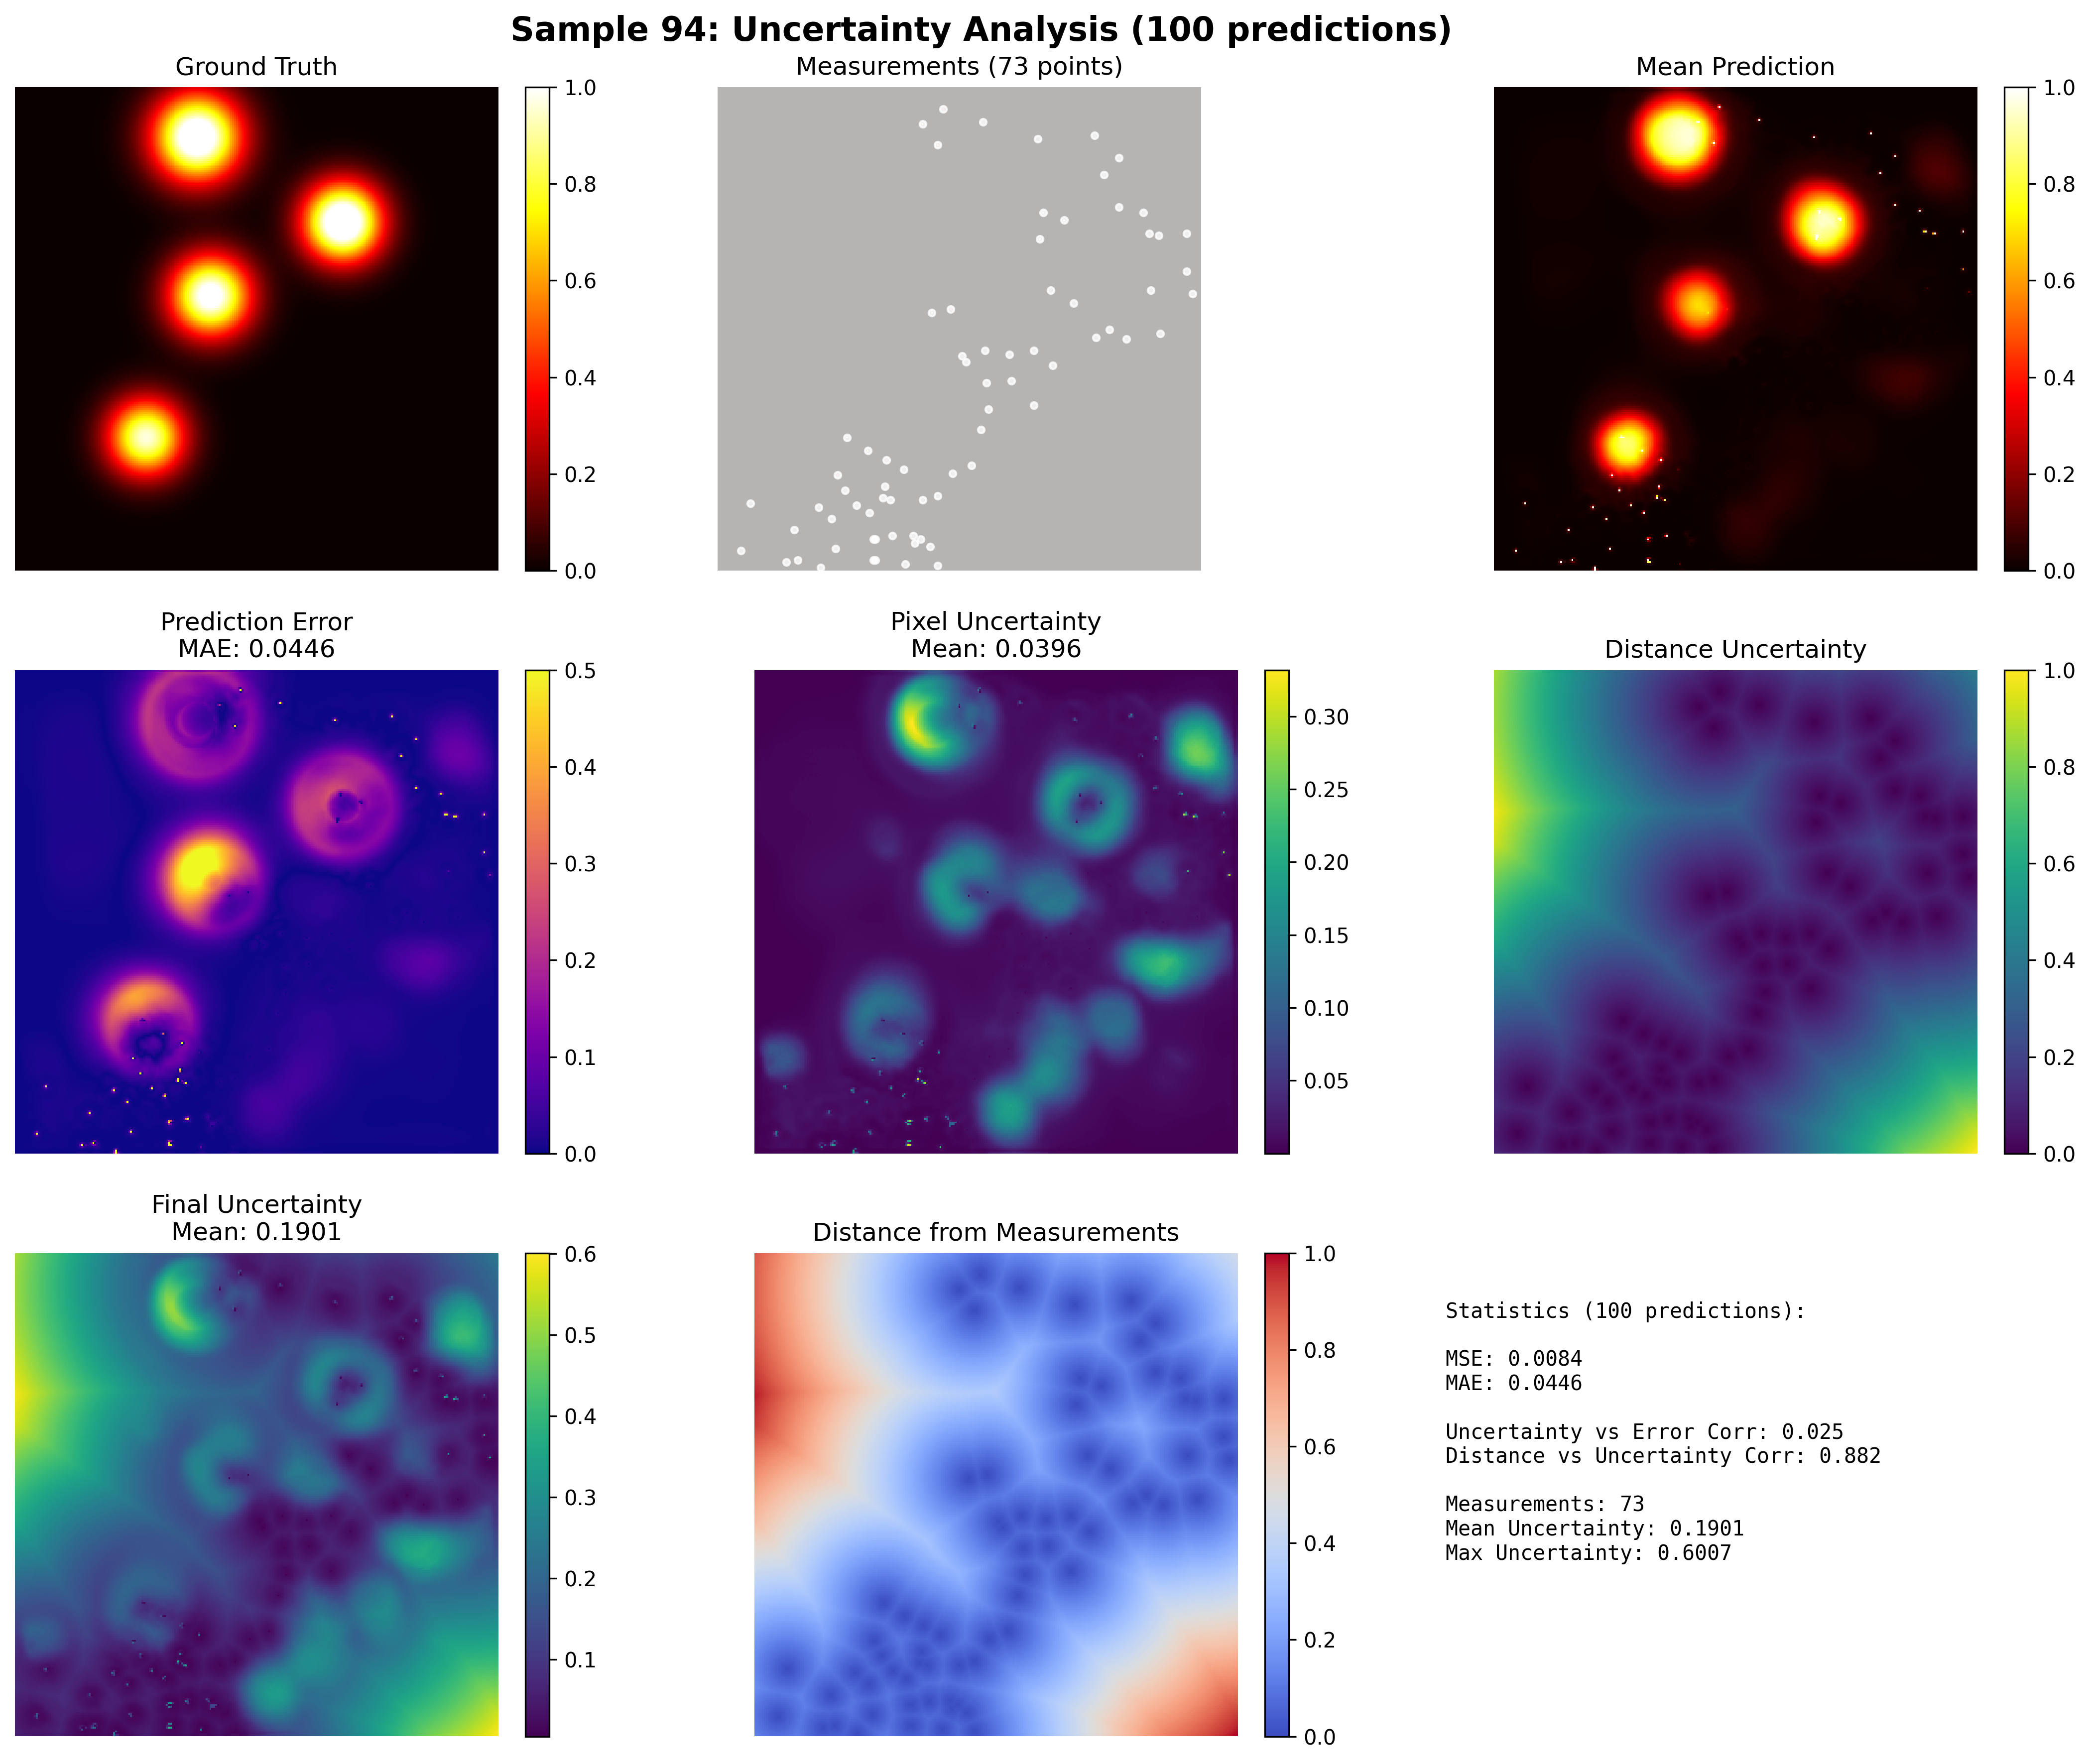 Sample 94: Uncertainty Analysis (100 predictions)
Ground Truth
1.0
0.8
0.6
0.4
0.2
0.0
Measurements (73 points)
Mean Prediction
1.0
0.8
0.6
0.4
0.2
0.0
Prediction Error
MAE: 0.0446
0.5
0.4
0.3
0.2
0.1
0.0
Pixel Uncertainty
Mean: 0.0396
0.30
0.25
0.20
0.15
0.10
0.05
Distance Uncertainty
1.0
0.8
0.6
0.4
0.2
0.0
Final Uncertainty
Mean: 0.1901
0.6
0.5
0.4
0.3
0.2
0.1
Distance from Measurements
1.0
0.8
0.6
0.4
0.2
0.0
Statistics (100 predictions):
MSE: 0.0084
MAE: 0.0446
Uncertainty vs Error Corr: 0.025
Distance vs Uncertainty Corr: 0.882
Measurements: 73
Mean Uncertainty: 0.1901
Max Uncertainty: 0.6007